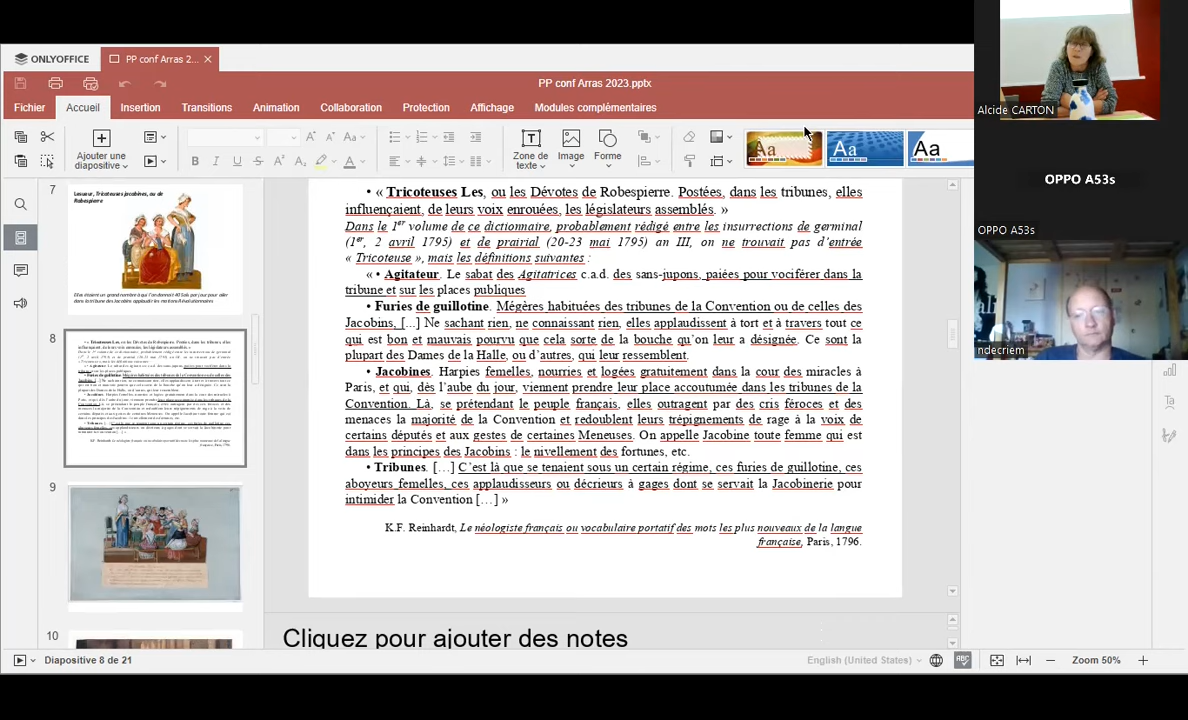 ONLYOFFICE
PP conf Arras 2...
PP conf Arras 2023.pptx
Fichier Accueil Insertion Transitions Animation Collaboration Protection Affichage Modules complémentaires
Ajouter une
diapositive
Zone de
texte
Image
Forme
Aa
Aa
Aa
7
Lesueur, Tricoteuses jacobines, ou de
Robespierre
8
9
10
• « Tricoteuses Les, ou les Dévotes de Robespierre. Postées, dans les tribunes, elles
influençaient, de leurs voix enrouées, les législateurs assemblés. »
Dans le 1er volume de ce dictionnaire, probablement rédigé entre les insurrections de germinal
(1er, 2 avril 1795) et de prairial (20-23 mai 1795) an III, on ne trouvait pas d'entrée
« Tricoteuse », mais les définitions suivantes :
« • Agitateur. Le sabat des Agitatrices c.a.d. des sans-jupons, paiées pour vociférer dans la
tribune et sur les places publiques
• Furies de guillotine. Mégères habituées des tribunes de la Convention ou de celles des
Jacobins, [...] Ne sachant rien, ne connaissant rien, elles applaudissent à tort et à travers tout ce
qui est bon et mauvais pourvu que cela sorte de la bouche qu'on leur a désignée. Ce sont la
plupart des Dames de la Halle, ou d'autres, qui leur ressemblent.
• Jacobines. Harpies femelles, nourries et logées gratuitement dans la cour des miracles à
Paris, et qui, dès l'aube du jour, viement prendre leur place accoutumée dans les tribunes de la
Convention. Là, se prétendant le peuple français, elles outragent par des cris féroces et des
menaces la majorité de la Convention et redoublent leurs trépignements de rage à la voix de
certains députés et aux gestes de certaines Meneuses. On appelle Jacobine toute femme qui est
dans les principes des Jacobins : le nivellement des fortunes, etc.
• Tribunes. […] C'est là que se tenaient sous un certain régime, ces furies de guillotine, ces
aboyeurs femelles, ces applaudisseurs ou décrieurs à gages dont se servait la Jacobinerie pour
intimider la Convention […] »
K.F. Reinhardt, Le néologiste français ou vocabulaire portatif des mots les plus nouveaux de la langue
française, Paris, 1796.
Cliquez pour ajouter des notes
Diapositive 8 de 21
English (United States)
Zoom 50%
Alcide CARTON
OPPO A53s
OPPO A53s
ndecriem